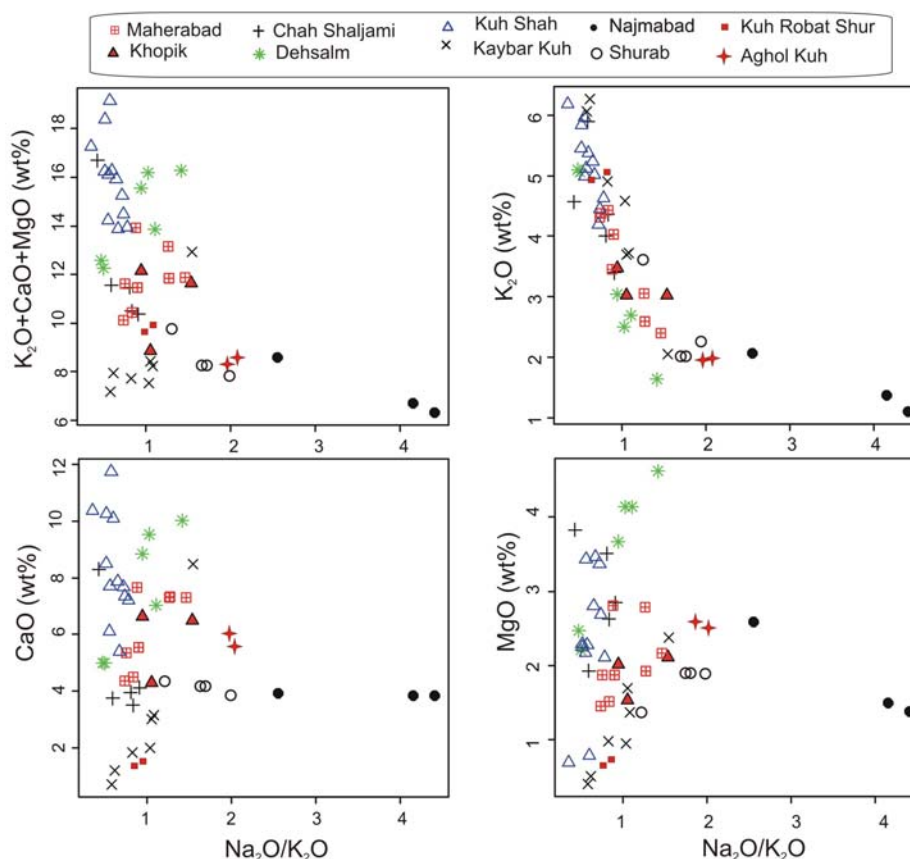 Maherabad Chah Shaljami Kuh Shah Najmabad Kuh Robat Shur
Khopik Dehsalm Kaybar Kuh Shurab Aghol Kuh
K₂O+CaO+MgO (wt%)
18
16
14
12
10
8
6
1 2 3 4
K₂O (wt%)
6
5
4
3
2
1
1 2 3 4
CaO (wt%)
12
10
8
6
4
2
1 2 3 4
Na₂O/K₂O
MgO (wt%)
4
3
2
1
1 2 3 4
Na₂O/K₂O